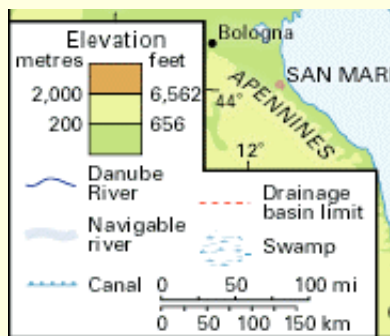 Elevation
metres feet
2,000 6,562
200 656
Bologna
APENNINES
SAN MARI
44°
12°
Danube
River
Navigable
river
Canal
Drainage
basin limit
Swamp
0 50 100 mi
0 50 100 150 km